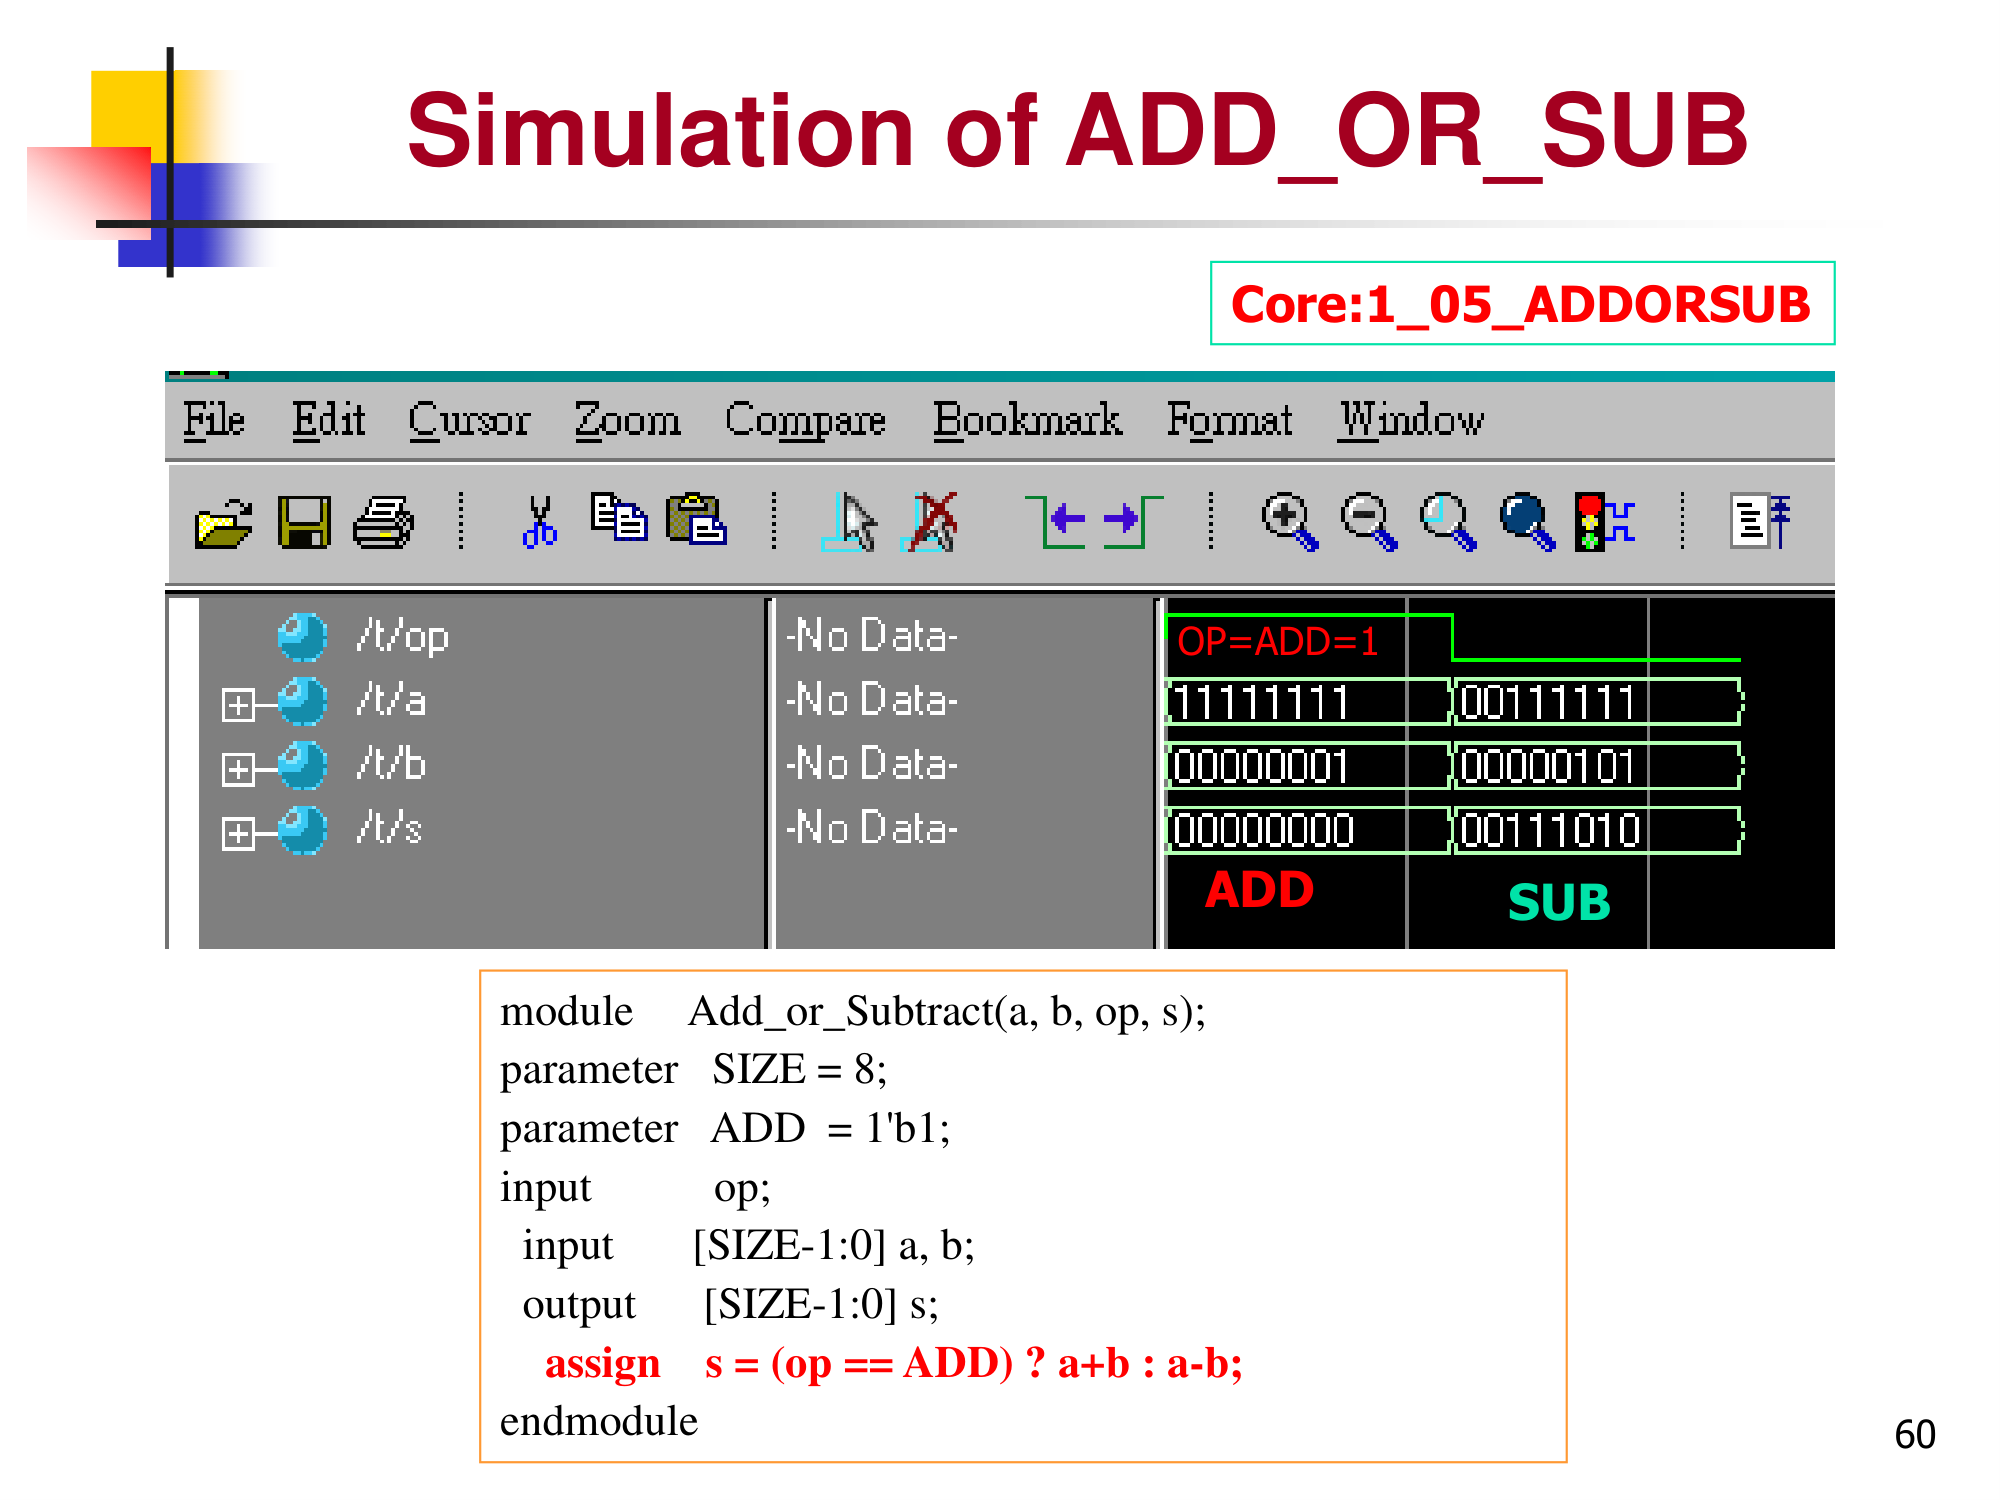 Simulation of ADD_OR_SUB
Core:1_05_ADDORSUB
File Edit Cursor Zoom Compare Bookmark Format Window
/t/op -No Data- OP=ADD=1
/t/a -No Data- 11111111 00111111
/t/b -No Data- 00000001 00000101
/t/s -No Data- 00000000 00111010
ADD SUB
module Add_or_Subtract(a, b, op, s);
parameter SIZE = 8;
parameter ADD = 1'b1;
input op;
input [SIZE-1:0] a, b;
output [SIZE-1:0] s;
assign s = (op == ADD) ? a+b : a-b;
endmodule
60